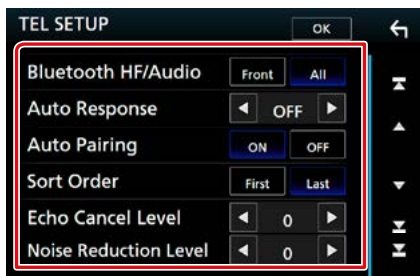 TEL SETUP OK
Bluetooth HF/Audio Front All
Auto Response OFF
Auto Pairing ON OFF
Sort Order First Last
Echo Cancel Level 0
Noise Reduction Level 0